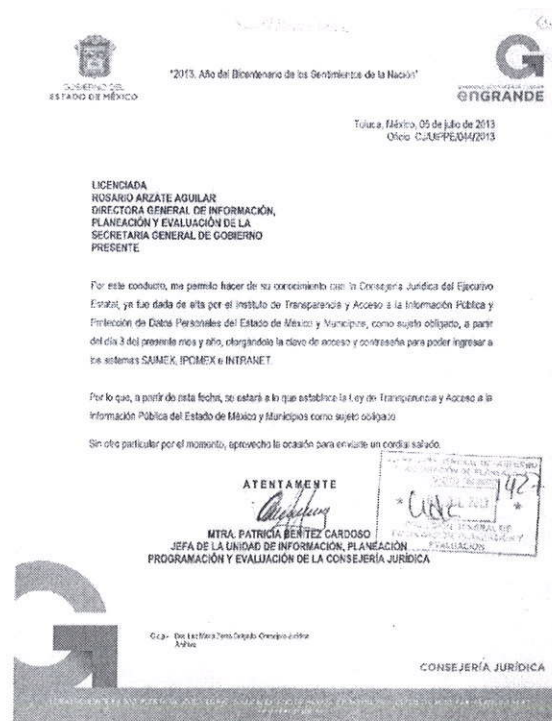 GOBIERNO DEL
ESTADO DE MÉXICO
"2013. Año del Bicentenario de los Sentimientos de la Nación"
enGRANDE
Toluca, México, 05 de julio de 2013
Oficio: CJ/UIPPE/044/2013
LICENCIADA
ROSARIO ARZATE AGUILAR
DIRECTORA GENERAL DE INFORMACIÓN,
PLANEACIÓN Y EVALUACIÓN DE LA
SECRETARIA GENERAL DE GOBIERNO
PRESENTE
Por este conducto, me permito hacer de su conocimiento que la Consejería Jurídica del Ejecutivo
Estatal, ya fue dada de alta por el Instituto de Transparencia y Acceso a la Información Pública y
Protección de Datos Personales del Estado de México y Municipios, como sujeto obligado, a partir
del día 3 del presente mes y año, otorgándole la clave de acceso y contraseña para poder ingresar a
los sistemas SAIMEX, IPOMEX e INTRANET.
Por lo que, a partir de esta fecha, se estará a lo que establece la Ley de Transparencia y Acceso a la
Información Pública del Estado de México y Municipios como sujeto obligado.
Sin otro particular por el momento, aprovecho la ocasión para enviarle un cordial saludo.
ATENTAMENTE
MTRA. PATRICIA BENÍTEZ CARDOSO
JEFA DE LA UNIDAD DE INFORMACIÓN, PLANEACIÓN
PROGRAMACIÓN Y EVALUACIÓN DE LA CONSEJERÍA JURÍDICA
2013
1427
EVALUACIÓN
C.c.p.-
CONSEJERÍA JURÍDICA